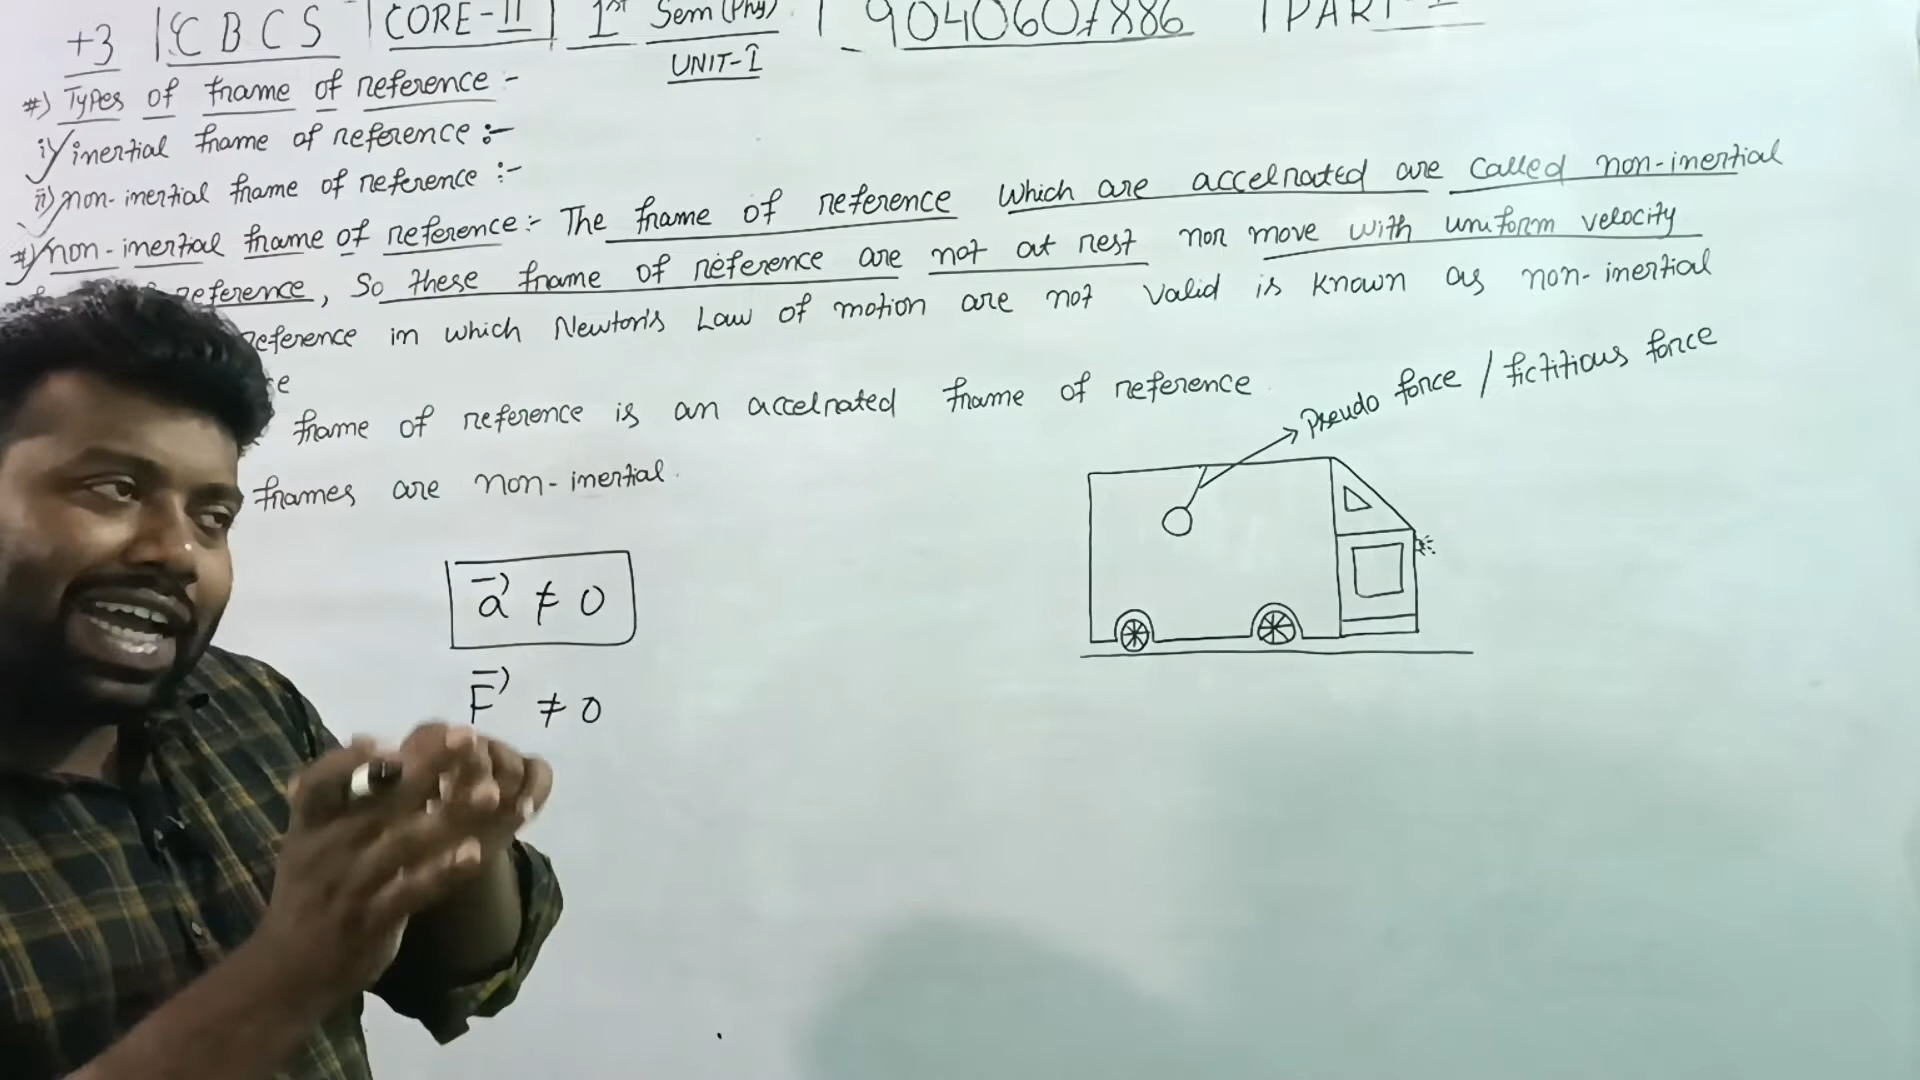 +3 | C B C S | CORE-II | 1st Sem (Phy) | 9040607886 | PART-I
UNIT-I
#) Types of frame of reference :-
i) inertial frame of reference :-
ii) non-inertial frame of reference :-
#) non-inertial frame of reference :- The frame of reference which are accelrated are called non-inertial
reference, So these frame of reference are not at rest nor move with uniform velocity
reference in which Newton's Law of motion are not valid is known as non-inertial
frame of reference is an accelrated frame of reference
frames are non-inertial.
Pseudo force / fictitious force
a ≠ 0
F ≠ 0